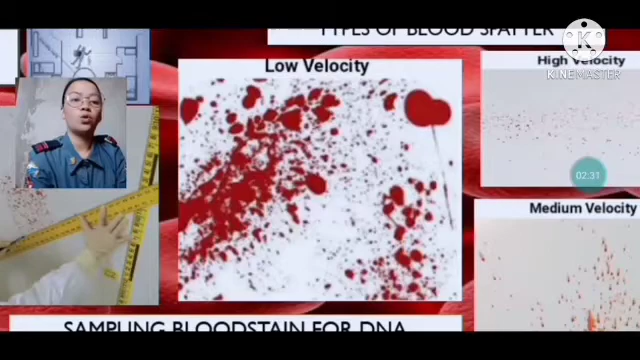 TYPES OF BLOOD SPATTER
K
KINEMASTER
Low Velocity
High Velocity
02:31
Medium Velocity
SAMPLING BLOODSTAIN FOR DNA